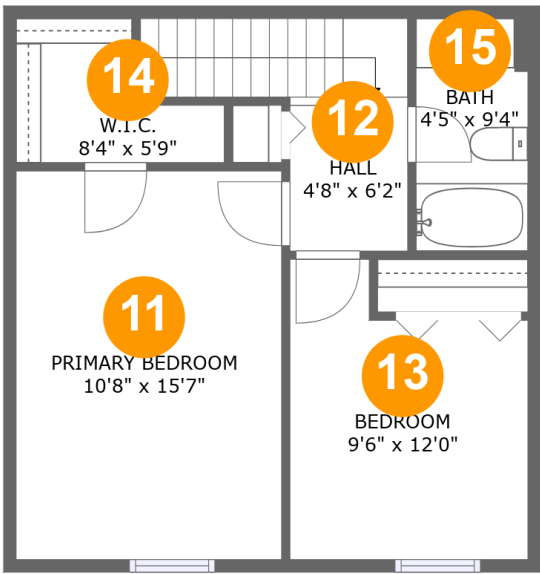 14
W.I.C.
8'4" x 5'9"
12
HALL
4'8" x 6'2"
15
BATH
4'5" x 9'4"
11
PRIMARY BEDROOM
10'8" x 15'7"
13
BEDROOM
9'6" x 12'0"